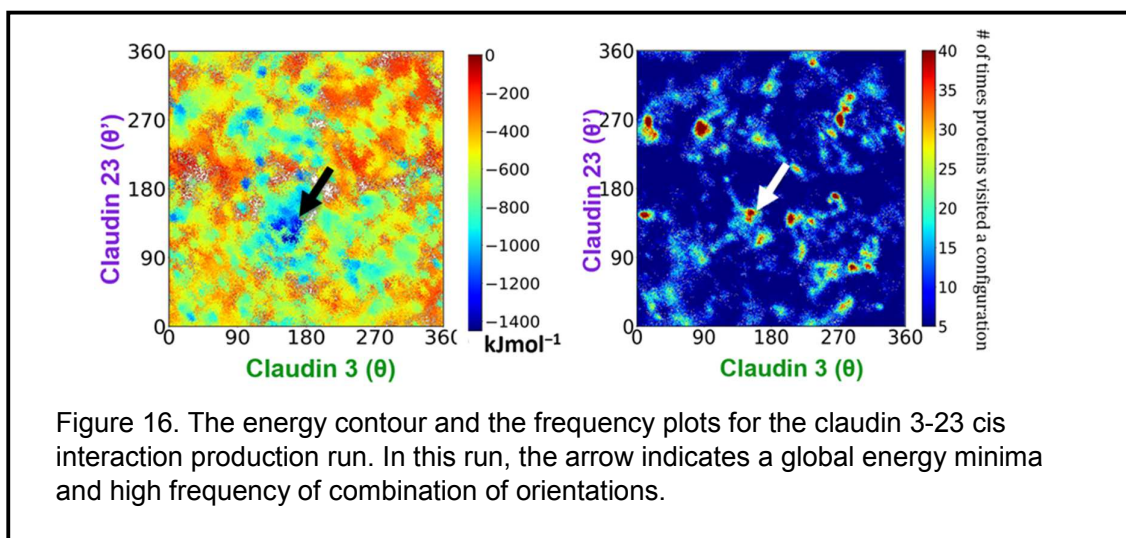 360
270
180
90
0
Claudin 23 (θ')
0 90 180 270 360
Claudin 3 (θ)
0
−200
−400
−600
−800
−1000
−1200
−1400
kJmol⁻¹
360
270
180
90
0
Claudin 23 (θ')
0 90 180 270 360
Claudin 3 (θ)
40
35
30
25
20
15
10
5
# of times proteins visited a configuration
Figure 16. The energy contour and the frequency plots for the claudin 3-23 cis
interaction production run. In this run, the arrow indicates a global energy minima
and high frequency of combination of orientations.